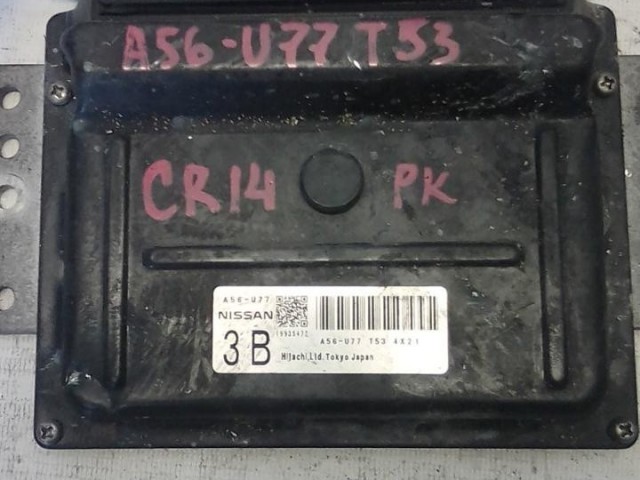 A56-U77 T53
CR14 PK
A56-U77
NISSAN
A56-U77 T53 4X21
3B
Hitachi,Ltd.Tokyo Japan